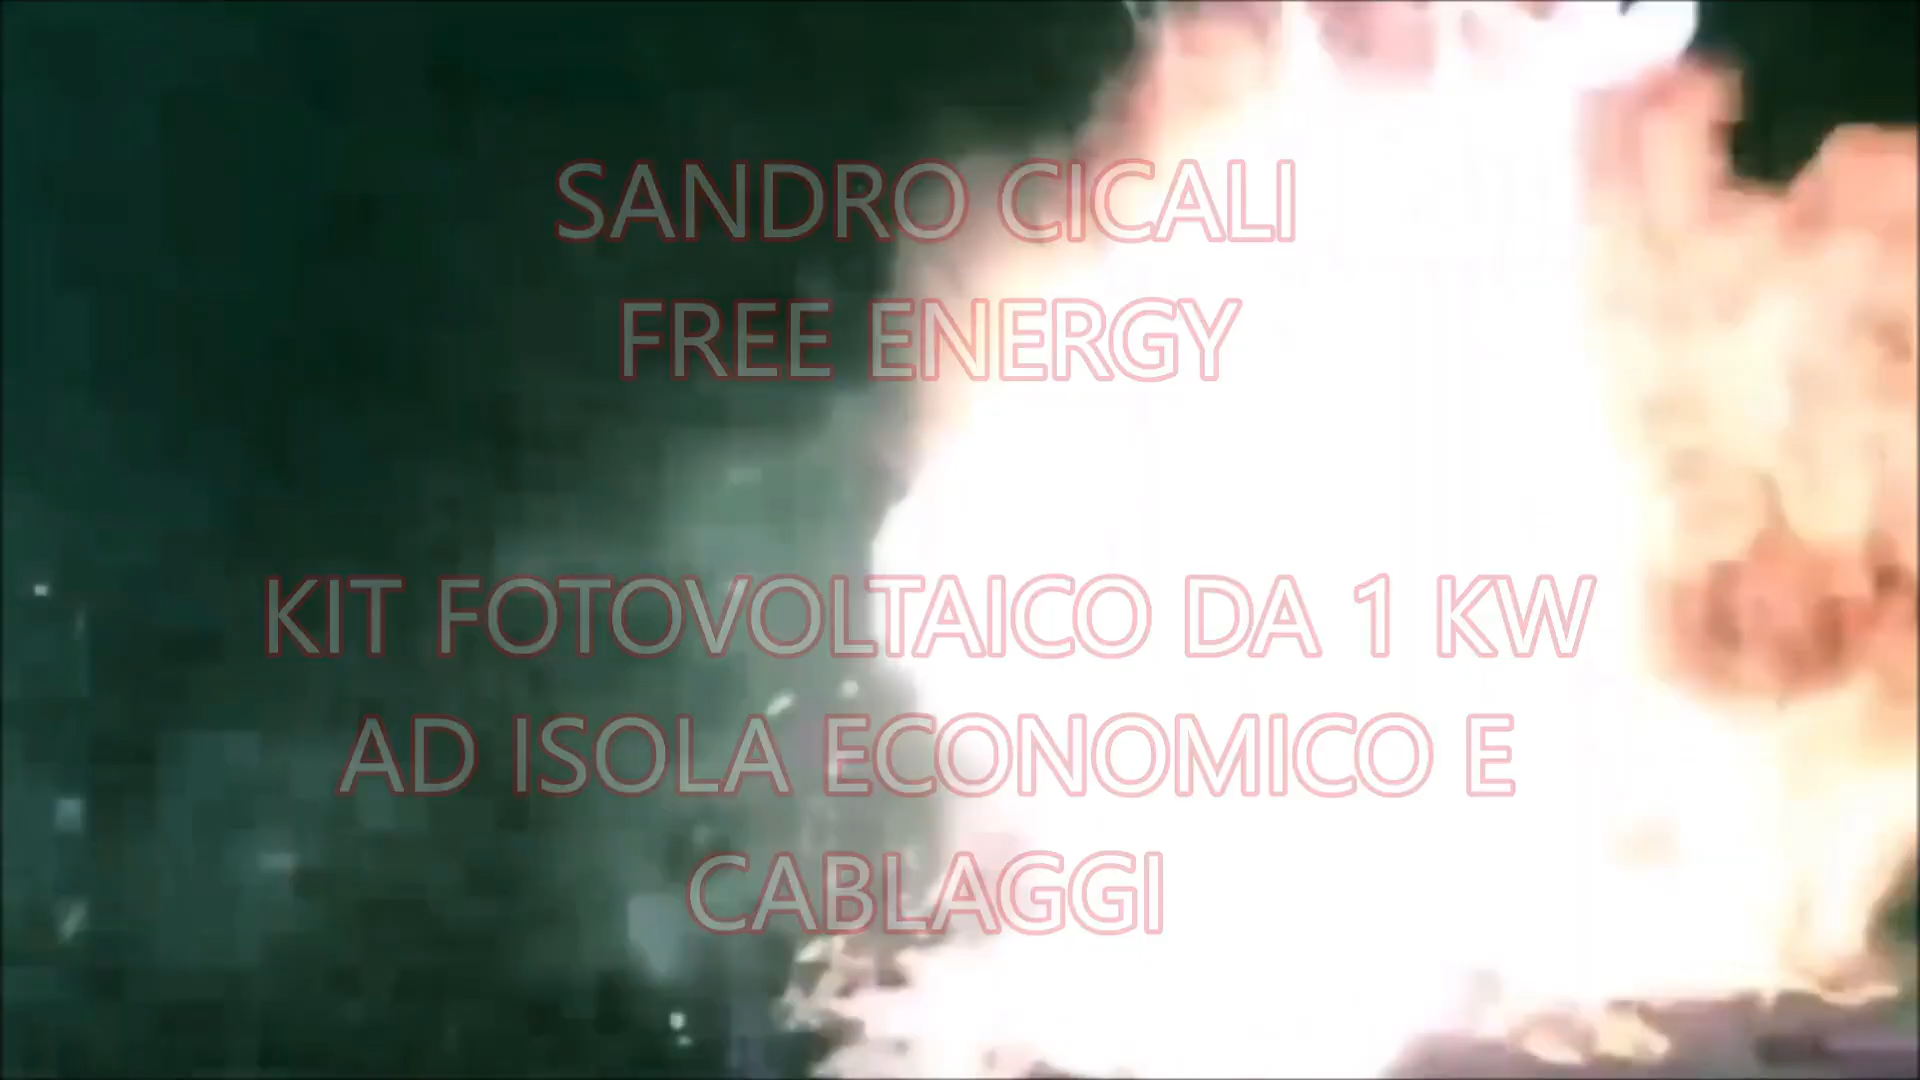 SANDRO CICALI
FREE ENERGY
KIT FOTOVOLTAICO DA 1 KW
AD ISOLA ECONOMICO E
CABLAGGI